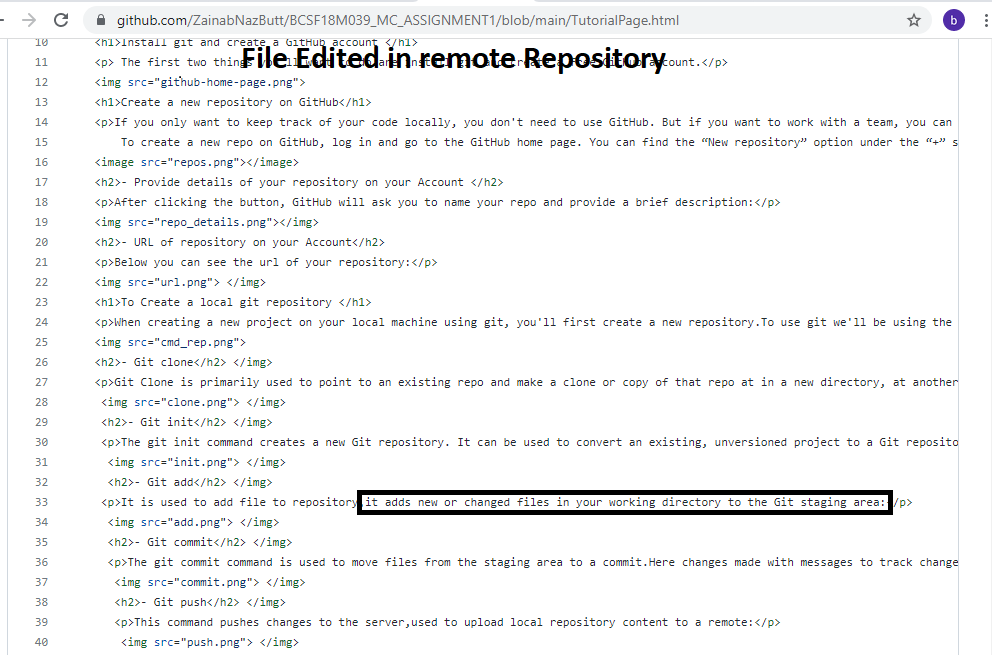 github.com/ZainabNazButt/BCSF18M039_MC_ASSIGNMENT1/blob/main/TutorialPage.html
b
File Edited in remote Repository
10 <h1>Install git and create a GitHub account </h1>
11 <p> The first two things you'll want to do are install git and create a free GitHub account.</p>
12 <img src="github-home-page.png">
13 <h1>Create a new repository on GitHub</h1>
14 <p>If you only want to keep track of your code locally, you don't need to use GitHub. But if you want to work with a team, you can
15 To create a new repo on GitHub, log in and go to the GitHub home page. You can find the “New repository” option under the “+” s
16 <image src="repos.png"></image>
17 <h2>- Provide details of your repository on your Account </h2>
18 <p>After clicking the button, GitHub will ask you to name your repo and provide a brief description:</p>
19 <img src="repo_details.png"></img>
20 <h2>- URL of repository on your Account</h2>
21 <p>Below you can see the url of your repository:</p>
22 <img src="url.png"> </img>
23 <h1>To Create a local git repository </h1>
24 <p>When creating a new project on your local machine using git, you'll first create a new repository.To use git we'll be using the
25 <img src="cmd_rep.png">
26 <h2>- Git clone</h2> </img>
27 <p>Git Clone is primarily used to point to an existing repo and make a clone or copy of that repo at in a new directory, at another
28 <img src="clone.png"> </img>
29 <h2>- Git init</h2> </img>
30 <p>The git init command creates a new Git repository. It can be used to convert an existing, unversioned project to a Git reposito
31 <img src="init.png"> </img>
32 <h2>- Git add</h2> </img>
33 <p>It is used to add file to repository,it adds new or changed files in your working directory to the Git staging area:</p>
34 <img src="add.png"> </img>
35 <h2>- Git commit</h2> </img>
36 <p>The git commit command is used to move files from the staging area to a commit.Here changes made with messages to track change
37 <img src="commit.png"> </img>
38 <h2>- Git push</h2> </img>
39 <p>This command pushes changes to the server,used to upload local repository content to a remote:</p>
40 <img src="push.png"> </img>